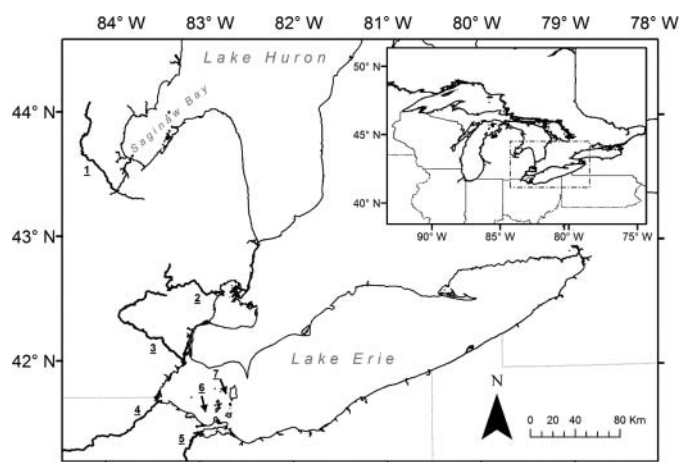 84° W 83° W 82° W 81° W 80° W 79° W 78° W
Lake Huron
Saginaw Bay
44° N
43° N
42° N
50° N
45° N
40° N
90° W 85° W 80° W 75° W
1
2
3
Lake Erie
7
6
4
5
N
0 20 40 80 Km